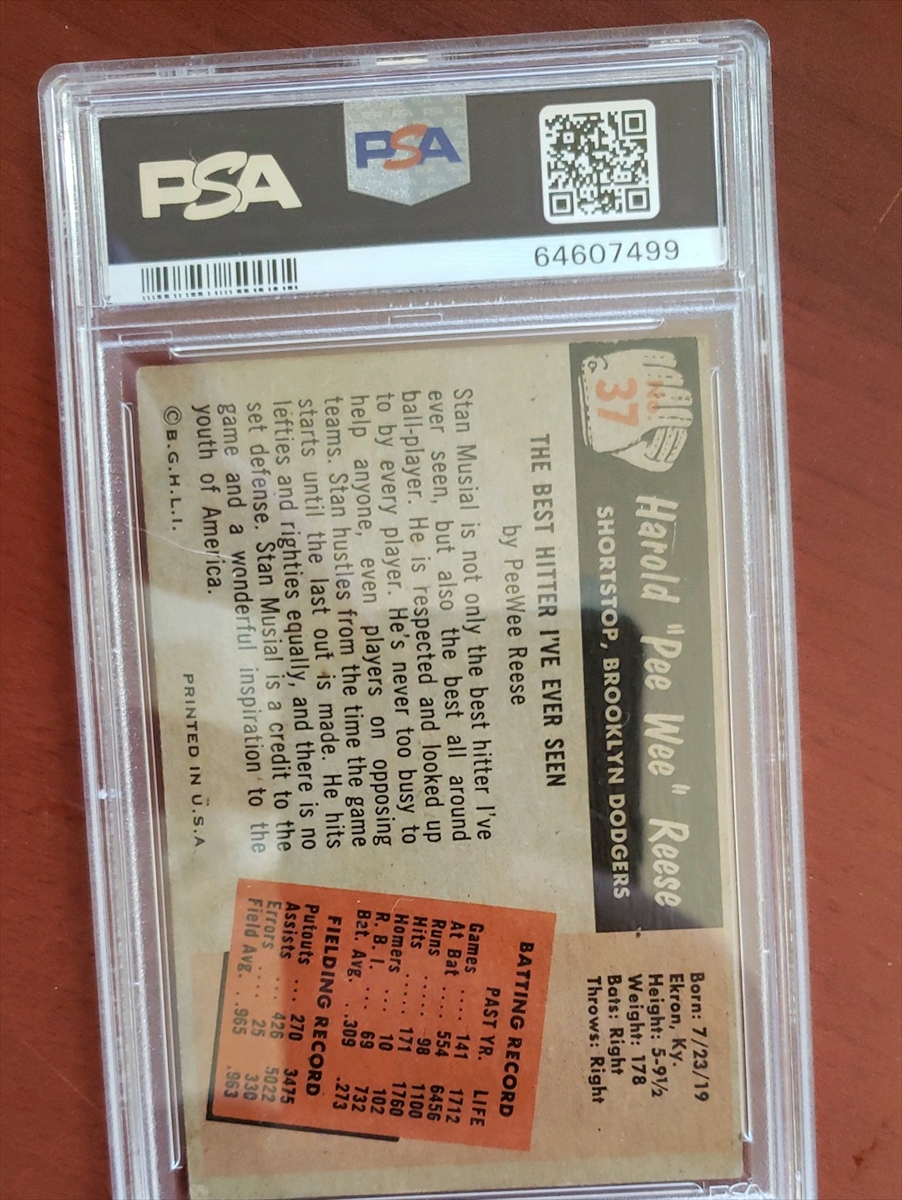 PSA
PSA
64607499
No.
37
Harold "Pee Wee" Reese
SHORTSTOP, BROOKLYN DODGERS
Born: 7/23/19
Ekron, Ky.
Height: 5-9½
Weight: 178
Bats: Right
Throws: Right
THE BEST HITTER I'VE EVER SEEN
by PeeWee Reese
Stan Musial is not only the best hitter I've
ever seen, but also the best all around
ball-player. He is respected and looked up
to by every player. He's never too busy to
help anyone, even players on opposing
teams. Stan hustles from the time the game
starts until the last out is made. He hits
lefties and righties equally, and there is no
set defense. Stan Musial is a credit to the
game and a wonderful inspiration to the
youth of America.
©B.G.H.L.I.
PRINTED IN U.S.A
BATTING RECORD
PAST YR. LIFE
Games .... 141 1712
At Bat .... 554 6456
Runs ..... 98 1100
Hits ..... 171 1760
Homers ... 10 102
R. B. I. .... 69 732
Bat. Avg. .. .309 .273
FIELDING RECORD
Putouts ... 270 3475
Assists ... 426 5022
Errors .... 25 330
Field Avg. . .965 .963
PSA